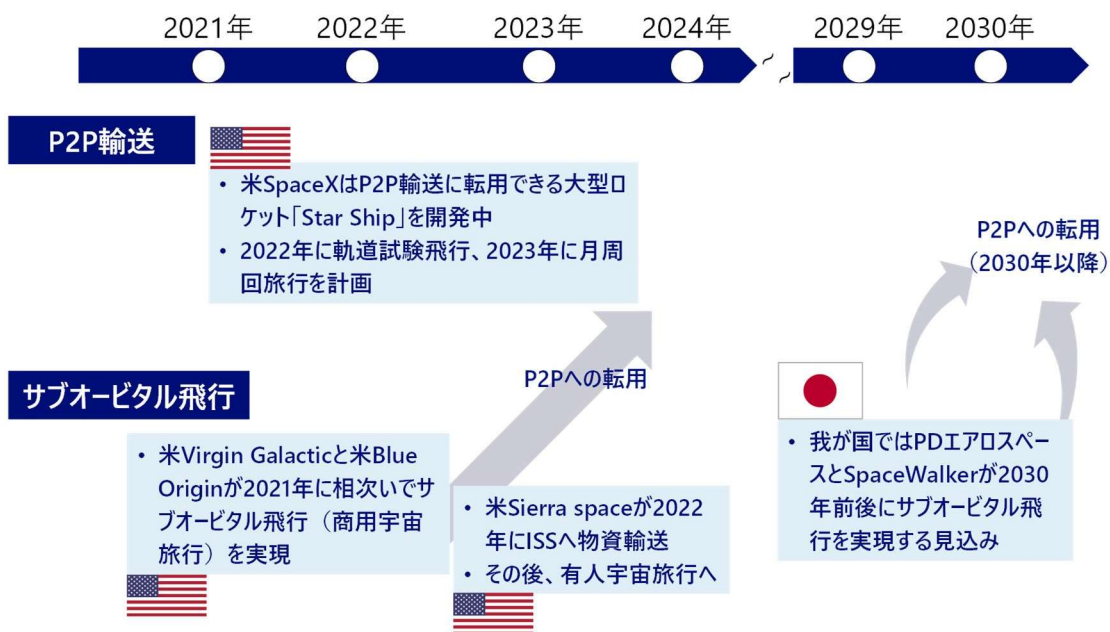 2021年 2022年 2023年 2024年 2029年 2030年
P2P輸送
• 米SpaceXはP2P輸送に転用できる大型ロ
ケット「Star Ship」を開発中
• 2022年に軌道試験飛行、2023年に月周
回旅行を計画
P2Pへの転用
（2030年以降）
P2Pへの転用
サブオービタル飛行
• 米Virgin Galacticと米Blue
Originが2021年に相次いでサ
ブオービタル飛行（商用宇宙
旅行）を実現
• 米Sierra spaceが2022
年にISSへ物資輸送
• その後、有人宇宙旅行へ
• 我が国ではPDエアロスペー
スとSpaceWalkerが2030
年前後にサブオービタル飛
行を実現する見込み